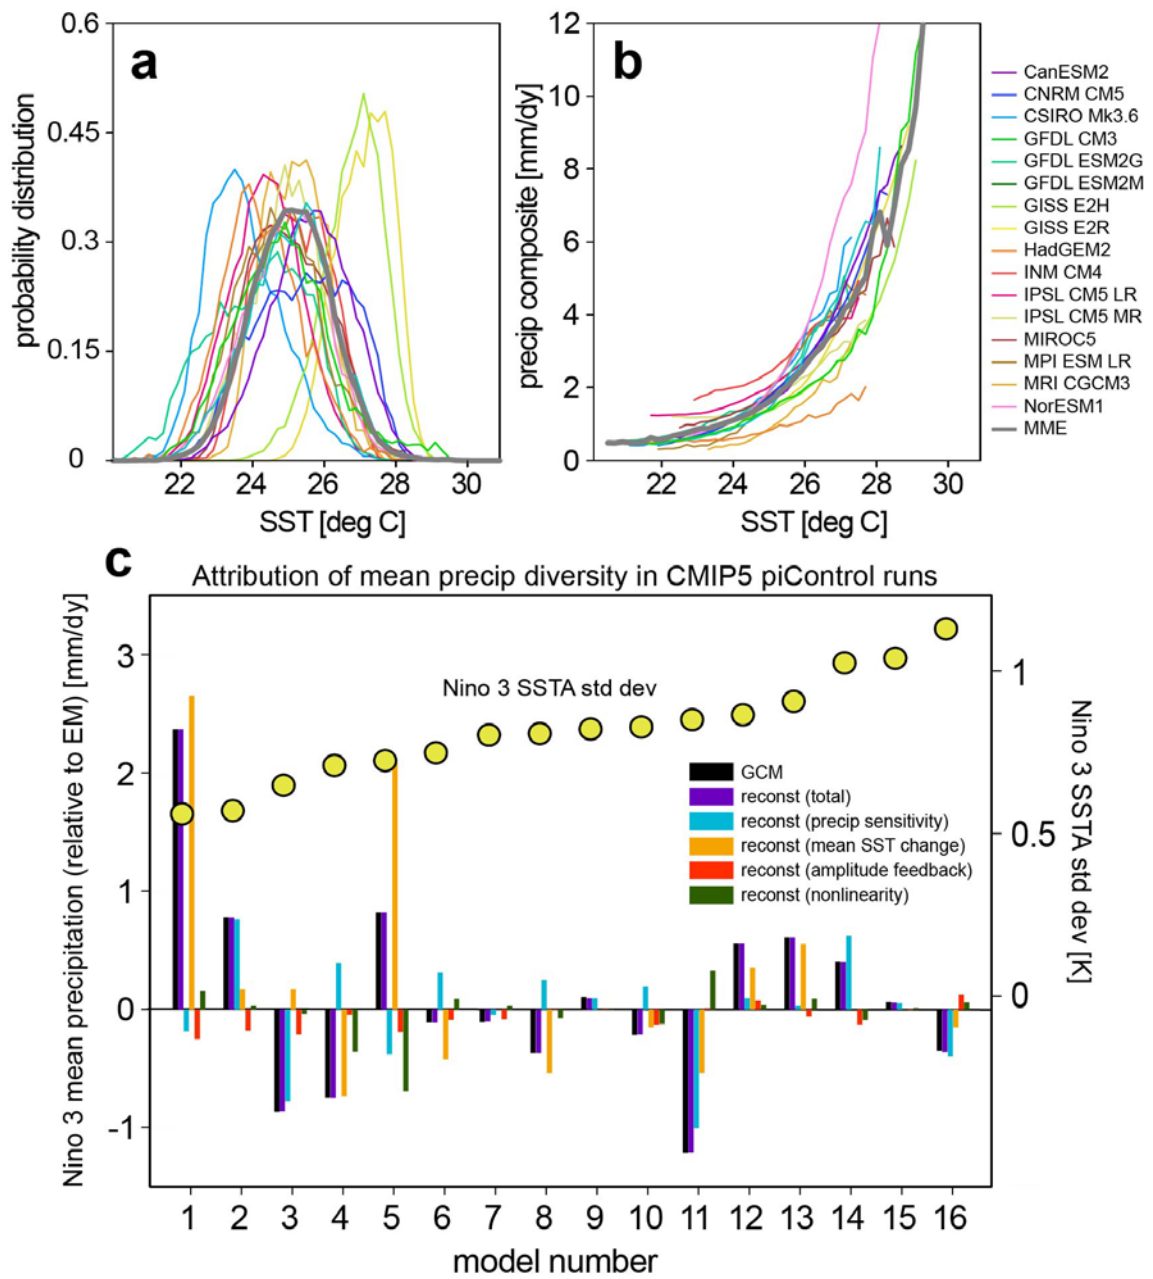 a
probability distribution
0.6
0.45
0.3
0.15
0
22 24 26 28 30
SST [deg C]
b
precip composite [mm/dy]
12
10
8
6
4
2
0
22 24 26 28 30
SST [deg C]
CanESM2
CNRM CM5
CSIRO Mk3.6
GFDL CM3
GFDL ESM2G
GFDL ESM2M
GISS E2H
GISS E2R
HadGEM2
INM CM4
IPSL CM5 LR
IPSL CM5 MR
MIROC5
MPI ESM LR
MRI CGCM3
NorESM1
MME
c
Attribution of mean precip diversity in CMIP5 piControl runs
Nino 3 mean precipitation (relative to EM) [mm/dy]
3
2
1
0
-1
Nino 3 SSTA std dev
GCM
reconst (total)
reconst (precip sensitivity)
reconst (mean SST change)
reconst (amplitude feedback)
reconst (nonlinearity)
1
0.5
0
Nino 3 SSTA std dev [K]
1 2 3 4 5 6 7 8 9 10 11 12 13 14 15 16
model number